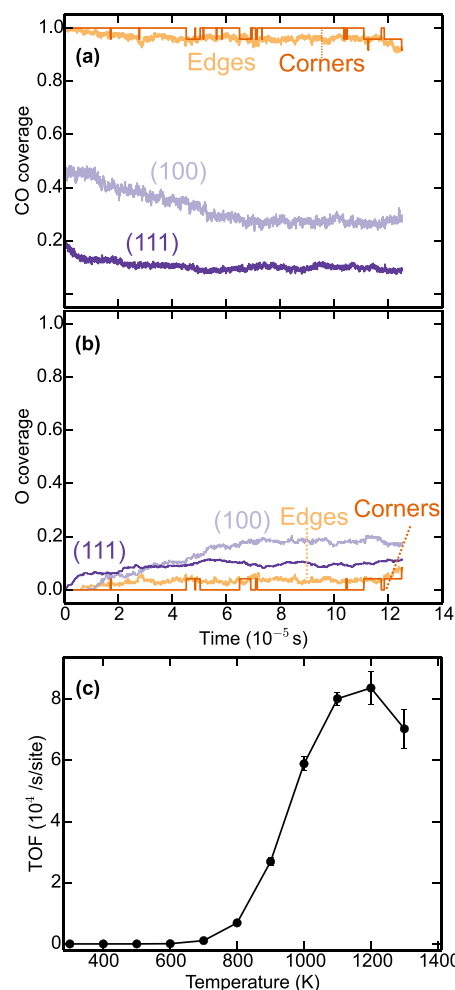 (a)
1.0
0.8
0.6
0.4
0.2
CO coverage
Edges
Corners
(100)
(111)
(b)
1.0
0.8
0.6
0.4
0.2
0.0
O coverage
(111)
(100)
Edges
Corners
0 2 4 6 8 10 12 14
Time (10⁻⁵ s)
(c)
8
6
4
2
0
TOF (10⁴ /s/site)
400 600 800 1000 1200 1400
Temperature (K)